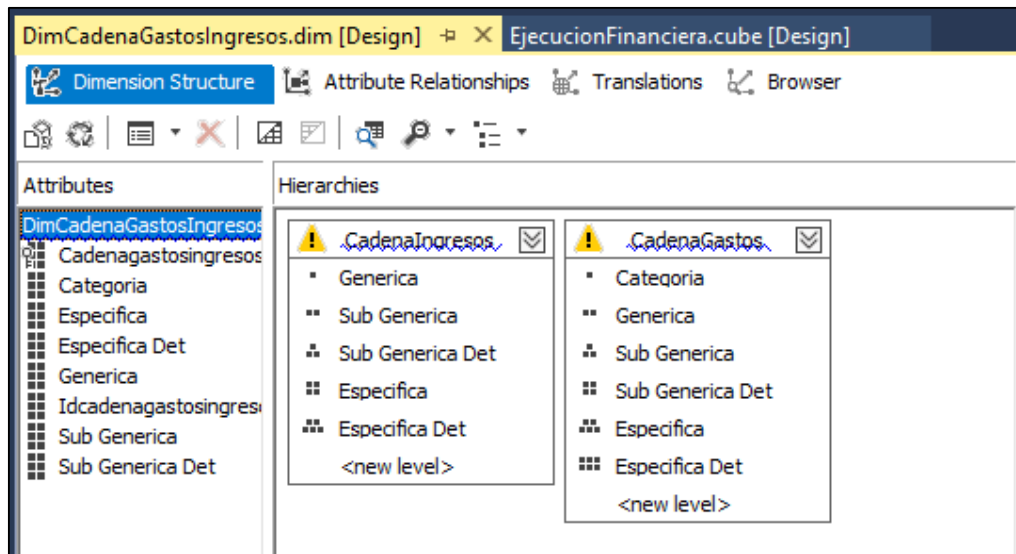 DimCadenaGastosIngresos.dim [Design] EjecucionFinanciera.cube [Design]
Dimension Structure Attribute Relationships Translations Browser
Attributes
DimCadenaGastosIngresos
Cadenagastosingresos
Categoria
Especifica
Especifica Det
Generica
Idcadenagastosingreso
Sub Generica
Sub Generica Det
Hierarchies
CadenaIngresos
Generica
Sub Generica
Sub Generica Det
Especifica
Especifica Det
<new level>
CadenaGastos
Categoria
Generica
Sub Generica
Sub Generica Det
Especifica
Especifica Det
<new level>